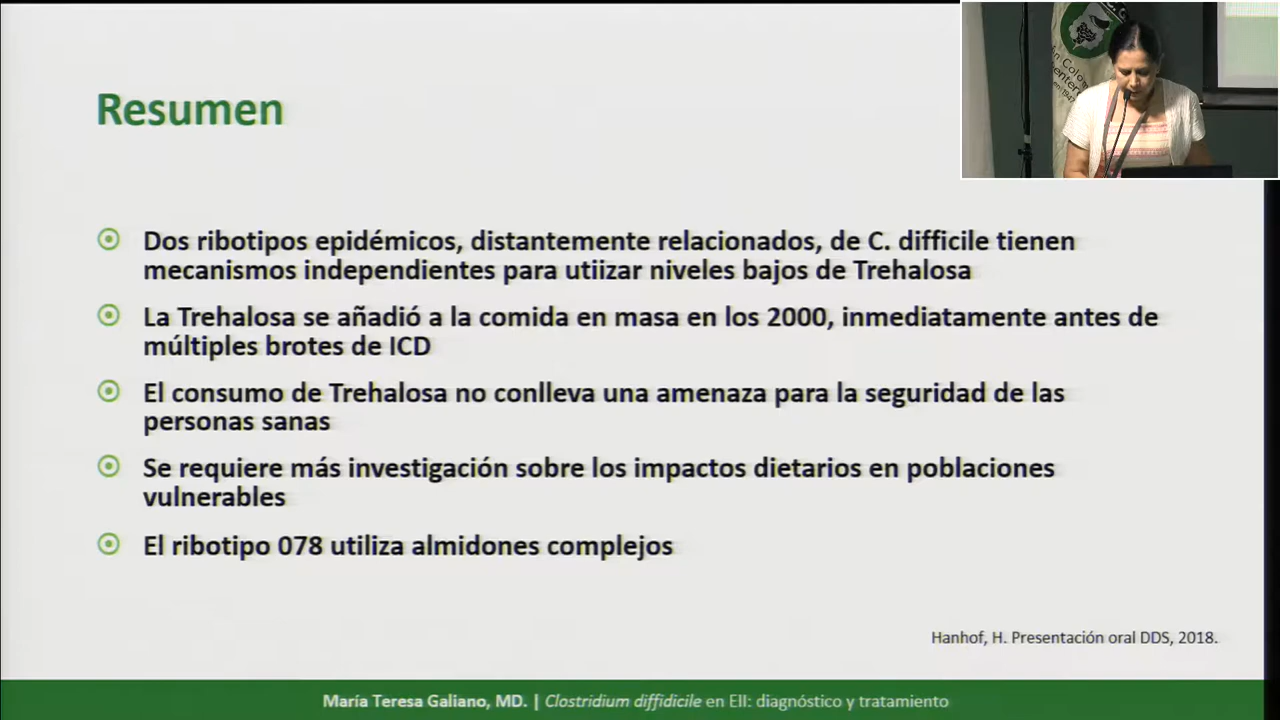 Resumen
Dos ribotipos epidémicos, distantemente relacionados, de C. difficile tienen
mecanismos independientes para utiizar niveles bajos de Trehalosa
La Trehalosa se añadió a la comida en masa en los 2000, inmediatamente antes de
múltiples brotes de ICD
El consumo de Trehalosa no conlleva una amenaza para la seguridad de las
personas sanas
Se requiere más investigación sobre los impactos dietarios en poblaciones
vulnerables
El ribotipo 078 utiliza almidones complejos
Hanhof, H. Presentación oral DDS, 2018.
María Teresa Galiano, MD. | Clostridium diffidicile en EII: diagnóstico y tratamiento